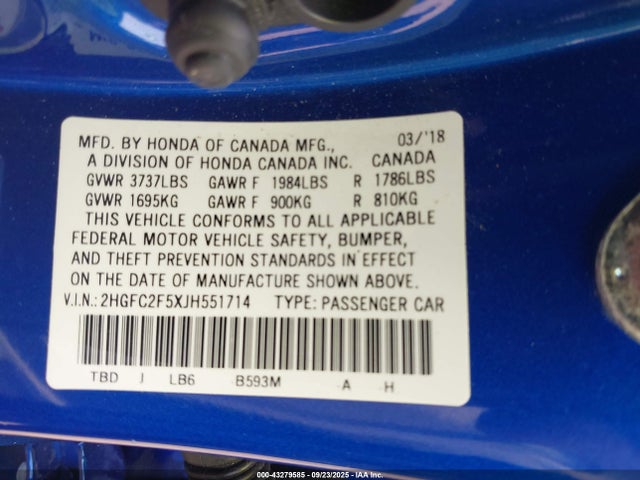 MFD. BY HONDA OF CANADA MFG., 03/'18
A DIVISION OF HONDA CANADA INC. CANADA
GVWR 3737LBS GAWR F 1984LBS R 1786LBS
GVWR 1695KG GAWR F 900KG R 810KG
THIS VEHICLE CONFORMS TO ALL APPLICABLE
FEDERAL MOTOR VEHICLE SAFETY, BUMPER,
AND THEFT PREVENTION STANDARDS IN EFFECT
ON THE DATE OF MANUFACTURE SHOWN ABOVE.
V.I.N.: 2HGFC2F5XJH551714 TYPE: PASSENGER CAR
TBD J LB6 B593M A H
000-43279585 - 09/23/2025 - IAA Inc.